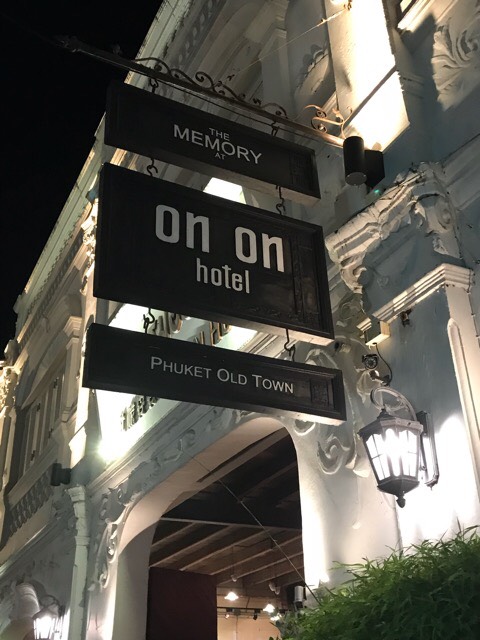 THE
MEMORY
AT
on on
hotel
PHUKET OLD TOWN